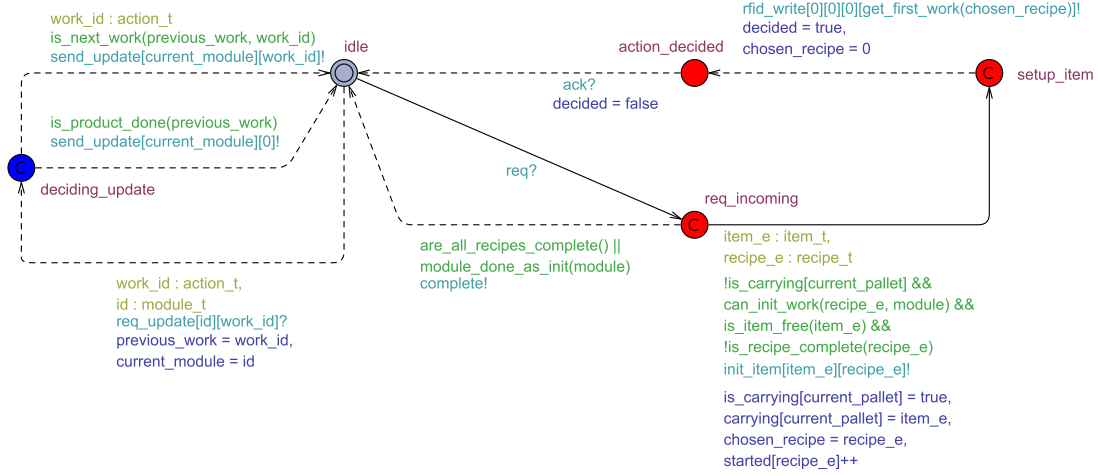 work_id : action_t
is_next_work(previous_work, work_id)
send_update[current_module][work_id]!
idle
action_decided
rfid_write[0][0][0][get_first_work(chosen_recipe)]!
decided = true,
chosen_recipe = 0
setup_item
ack?
decided = false
is_product_done(previous_work)
send_update[current_module][0]!
C
C
deciding_update
req?
req_incoming
C
are_all_recipes_complete() ||
module_done_as_init(module)
complete!
item_e : item_t,
recipe_e : recipe_t
!is_carrying[current_pallet] &&
can_init_work(recipe_e, module) &&
is_item_free(item_e) &&
!is_recipe_complete(recipe_e)
init_item[item_e][recipe_e]!
is_carrying[current_pallet] = true,
carrying[current_pallet] = item_e,
chosen_recipe = recipe_e,
started[recipe_e]++
work_id : action_t,
id : module_t
req_update[id][work_id]?
previous_work = work_id,
current_module = id